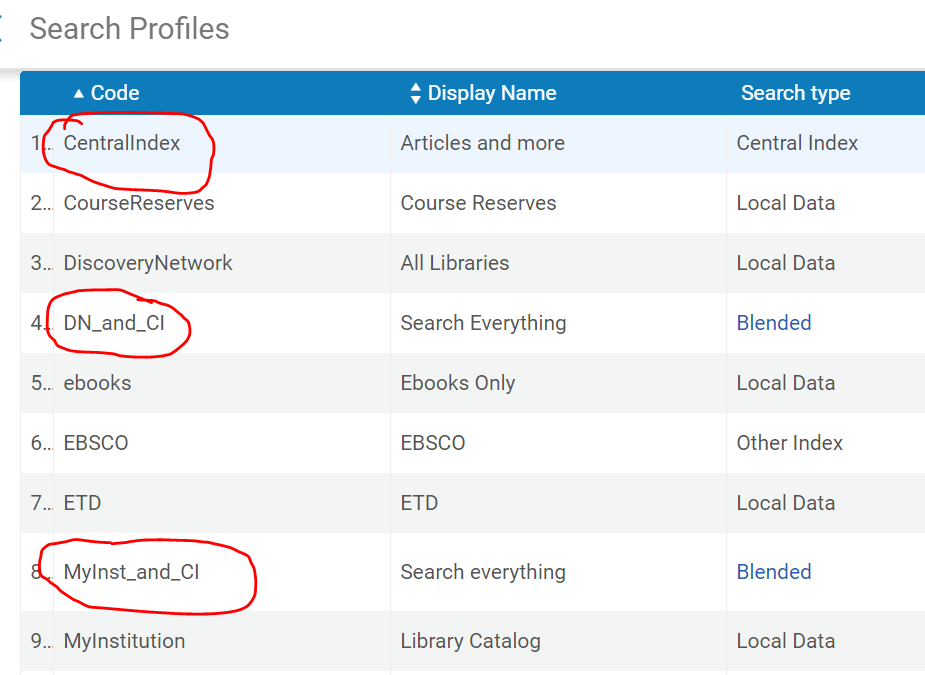 Search Profiles
Code Display Name Search type
1... CentralIndex Articles and more Central Index
2... CourseReserves Course Reserves Local Data
3... DiscoveryNetwork All Libraries Local Data
4... DN_and_CI Search Everything Blended
5... ebooks Ebooks Only Local Data
6... EBSCO EBSCO Other Index
7... ETD ETD Local Data
8... MyInst_and_CI Search everything Blended
9... MyInstitution Library Catalog Local Data